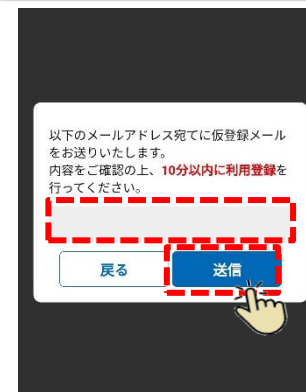 以下のメールアドレス宛てに仮登録メール
をお送りいたします。
内容をご確認の上、10分以内に利用登録を
行ってください。
戻る
送信